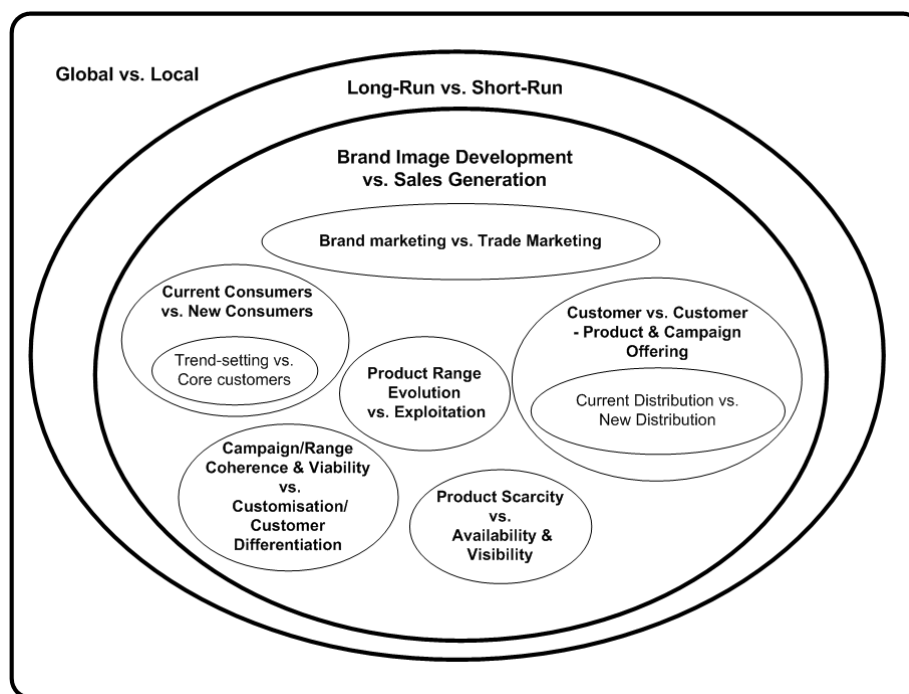 Global vs. Local
Long-Run vs. Short-Run
Brand Image Development
vs. Sales Generation
Brand marketing vs. Trade Marketing
Current Consumers
vs. New Consumers
Trend-setting vs.
Core customers
Customer vs. Customer
- Product & Campaign
Offering
Current Distribution vs.
New Distribution
Product Range
Evolution
vs. Exploitation
Campaign/Range
Coherence & Viability
vs.
Customisation/
Customer
Differentiation
Product Scarcity
vs.
Availability &
Visibility